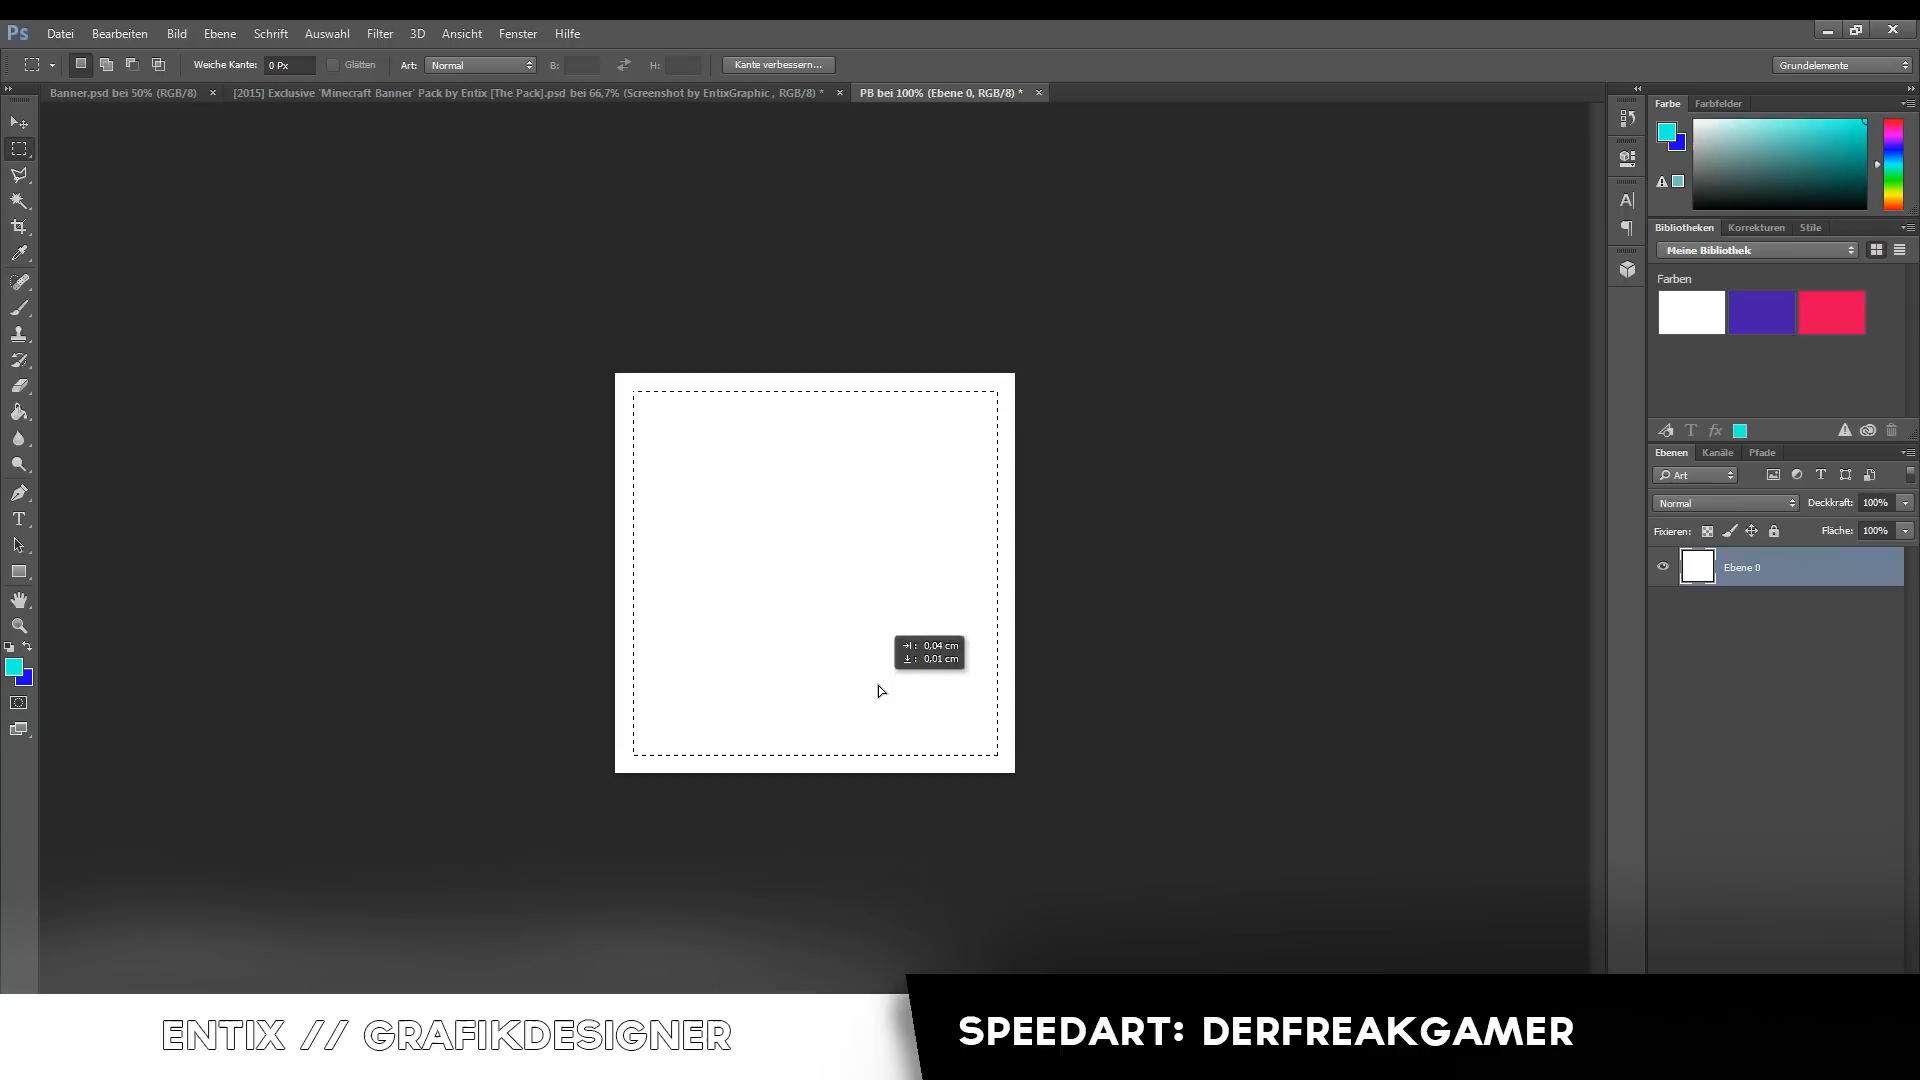 Ps Datei Bearbeiten Bild Ebene Schrift Auswahl Filter 3D Ansicht Fenster Hilfe
Weiche Kante: 0 Px Glätten Art: Normal B: H: Kante verbessern... Grundelemente
Banner.psd bei 50% (RGB/8) × [2015] Exclusive 'Minecraft Banner' Pack by Entix [The Pack].psd bei 66,7% (Screenshot by EntixGraphic , RGB/8) * × PB bei 100% (Ebene 0, RGB/8) * ×
Farbe Farbfelder
Bibliotheken Korrekturen Stile
Meine Bibliothek
Farben
Ebenen Kanäle Pfade
Art
Normal Deckkraft: 100%
Fixieren: Fläche: 100%
Ebene 0
: 0,04 cm
: 0,01 cm
ENTIX // GRAFIKDESIGNER
SPEEDART: DERFREAKGAMER